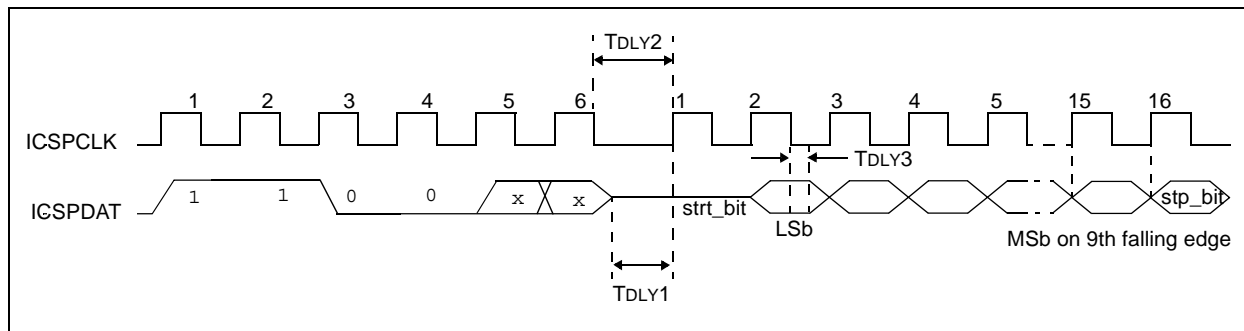 TDLY2
1 2 3 4 5 6 1 2 3 4 5 15 16
ICSPCLK
TDLY3
ICSPDAT
1 1 0 0 x x strt_bit stp_bit
LSb
MSb on 9th falling edge
TDLY1